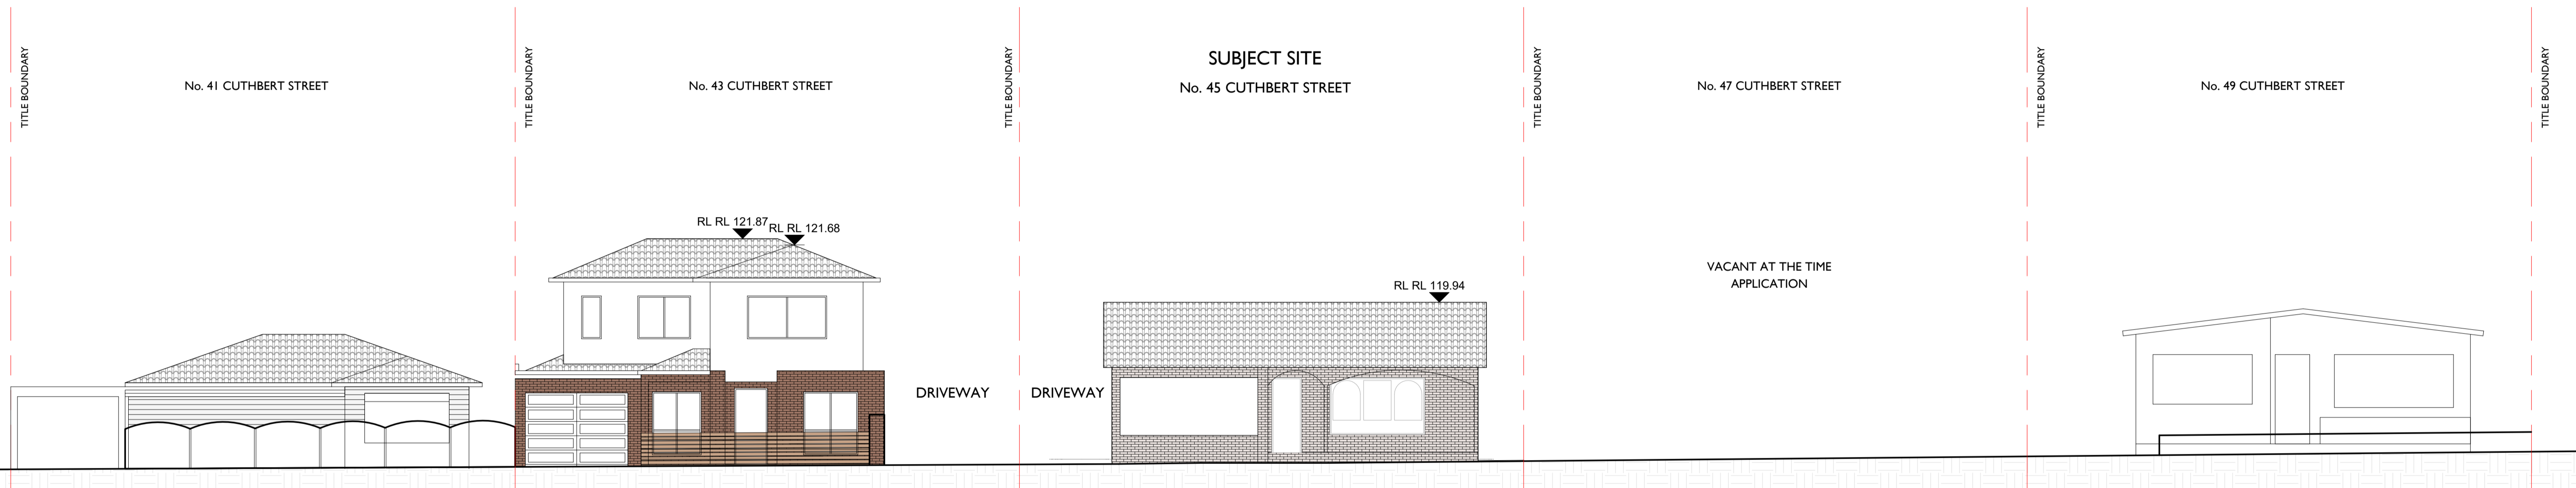 TITLE BOUNDARY
No. 41 CUTHBERT STREET
TITLE BOUNDARY
No. 43 CUTHBERT STREET
TITLE BOUNDARY
SUBJECT SITE
No. 45 CUTHBERT STREET
TITLE BOUNDARY
No. 47 CUTHBERT STREET
TITLE BOUNDARY
No. 49 CUTHBERT STREET
TITLE BOUNDARY
RL RL 121.87
RL RL 121.68
RL RL 119.94
VACANT AT THE TIME
APPLICATION
DRIVEWAY
DRIVEWAY